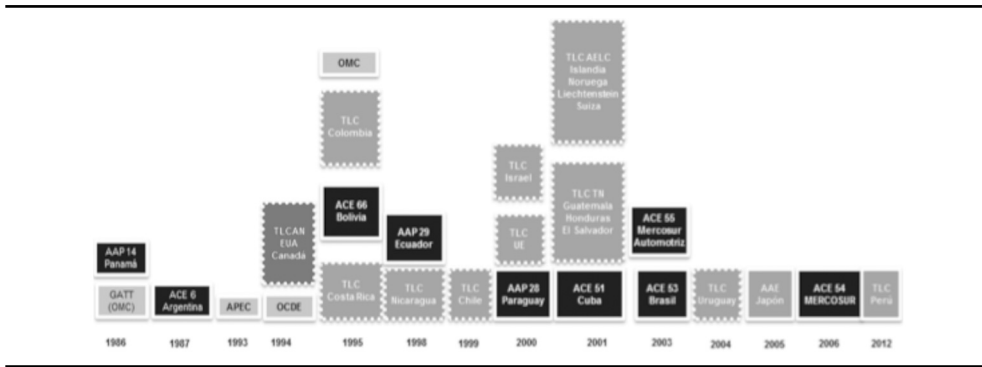 AAP 14
Panamá
GATT
(OMC)
1986
ACE 6
Argentina
1987
APEC
1993
TLCAN
EUA
Canadá
OCDE
1994
OMC
TLC
Colombia
ACE 66
Bolivia
TLC
Costa Rica
1995
AAP 29
Ecuador
TLC
Nicaragua
1998
TLC
Chile
1999
TLC
Israel
TLC
UE
AAP 28
Paraguay
2000
TLC AELC
Islandia
Noruega
Liechtenstein
Suiza
TLC TN
Guatemala
Honduras
El Salvador
ACE 51
Cuba
2001
ACE 55
Mercosur
Automotriz
ACE 53
Brasil
2003
TLC
Uruguay
2004
AAE
Japón
2005
ACE 54
MERCOSUR
2006
TLC
Perú
2012